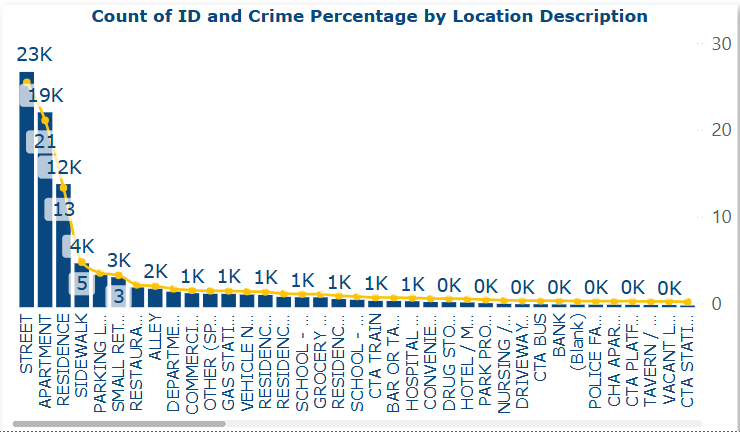 Count of ID and Crime Percentage by Location Description
23K
19K
21
12K
13
4K
5
3K
3
2K
1K
1K
1K
1K
1K
1K
1K
0K
0K
0K
0K
0K
0K
0K
30
20
10
0
STREET
APARTMENT
RESIDENCE
SIDEWALK
PARKING L...
SMALL RET...
RESTAURA...
ALLEY
DEPARTME...
COMMERCI...
OTHER (SP...
GAS STATI...
VEHICLE N...
RESIDENC...
RESIDENC...
SCHOOL - ...
GROCERY ...
RESIDENC...
SCHOOL - ...
CTA TRAIN
BAR OR TA...
HOSPITAL ...
CONVENIE...
DRUG STO...
HOTEL / M...
PARK PRO...
NURSING /...
DRIVEWAY...
CTA BUS
BANK
(Blank)
POLICE FA...
CHA APAR...
CTA PLATF...
TAVERN / ...
VACANT L...
CTA STATI...